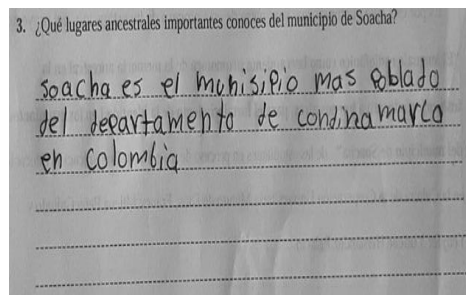 3. ¿Qué lugares ancestrales importantes conoces del municipio de Soacha?
soacha es el munisipio mas poblado
del departamento de condinamarca
en colombia